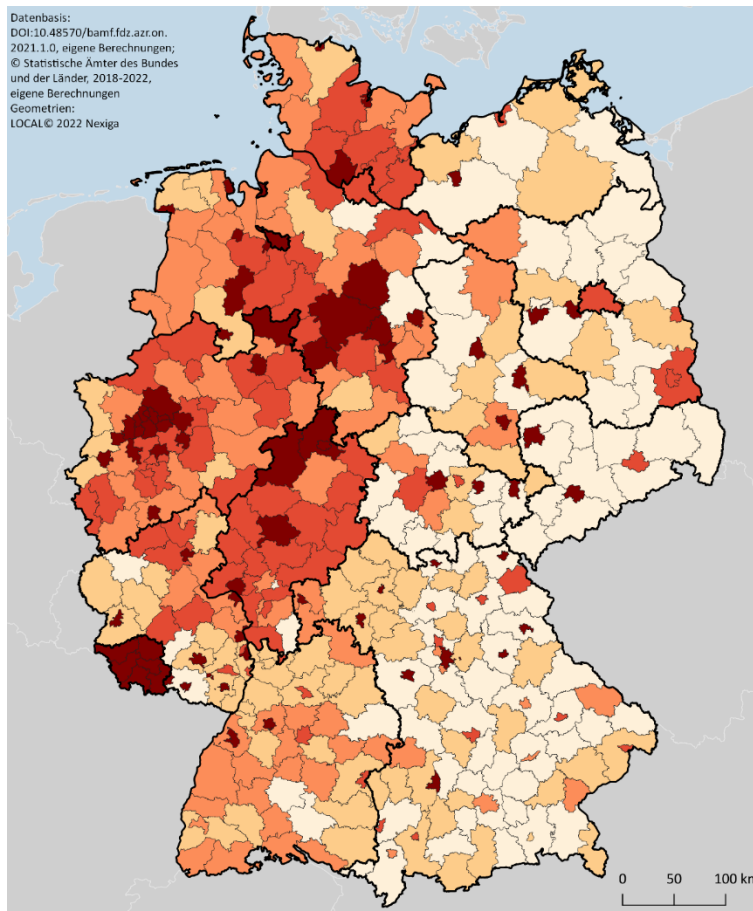 Datenbasis:
DOI:10.48570/bamf.fdz.azr.on.
2021.1.0, eigene Berechnungen;
© Statistische Ämter des Bundes
und der Länder, 2018-2022,
eigene Berechnungen
Geometrien:
LOCAL© 2022 Nexiga
0 50 100 km